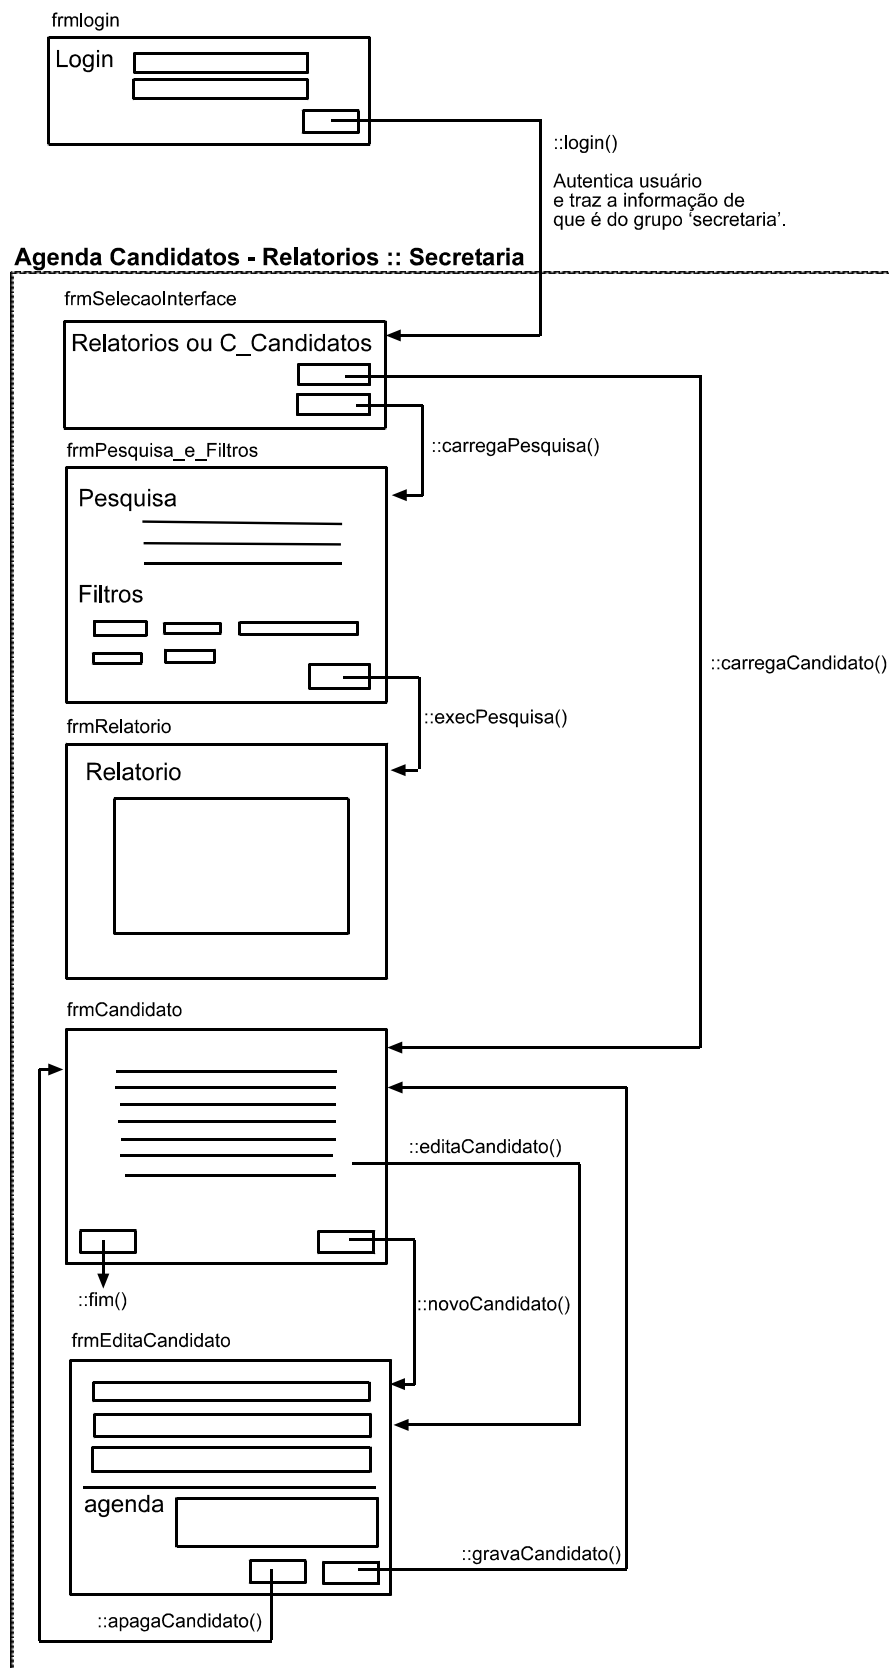 frmlogin
Login
::login()
Autentica usuário
e traz a informação de
que é do grupo ‘secretaria’.
Agenda Candidatos - Relatorios :: Secretaria
frmSelecaoInterface
Relatorios ou C_Candidatos
::carregaPesquisa()
frmPesquisa_e_Filtros
Pesquisa
Filtros
::carregaCandidato()
::execPesquisa()
frmRelatorio
Relatorio
frmCandidato
::editaCandidato()
::fim()
::novoCandidato()
frmEditaCandidato
agenda
::gravaCandidato()
::apagaCandidato()